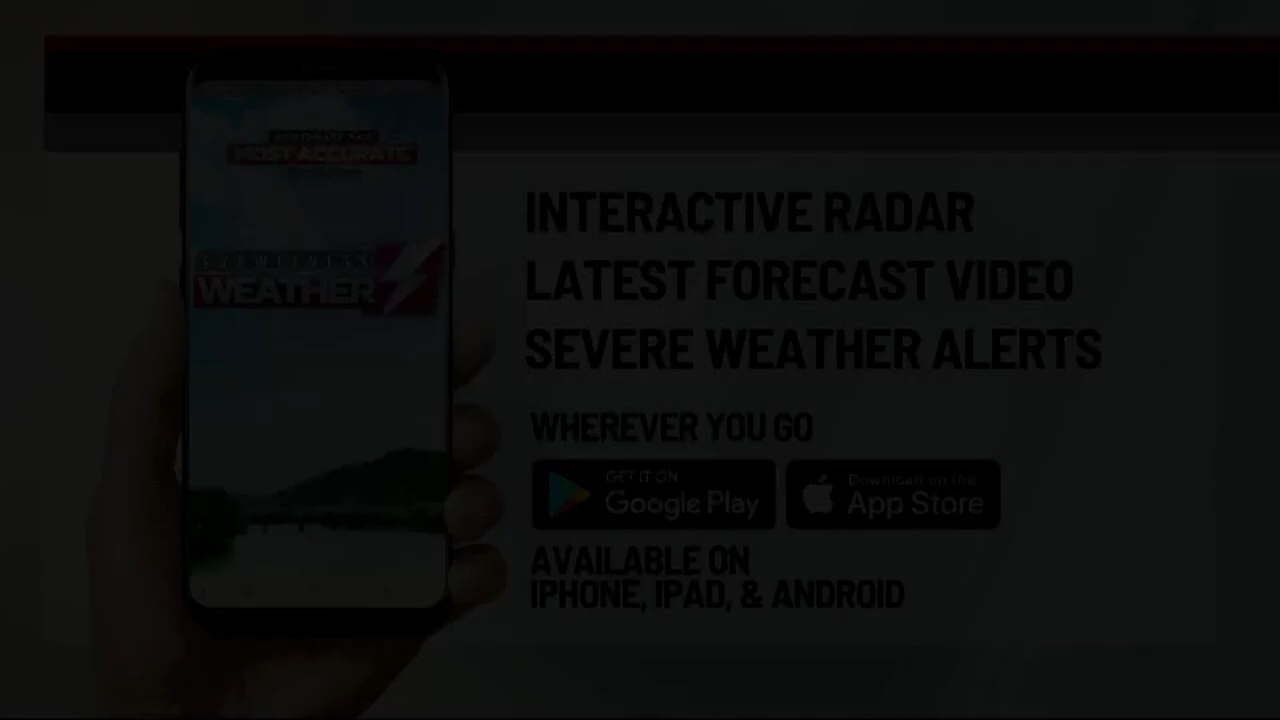 MOST ACCURATE
EYEWITNESS
WEATHER
INTERACTIVE RADAR
LATEST FORECAST VIDEO
SEVERE WEATHER ALERTS
WHEREVER YOU GO
GET IT ON
Google Play
Download on the
App Store
AVAILABLE ON
IPHONE, IPAD, & ANDROID